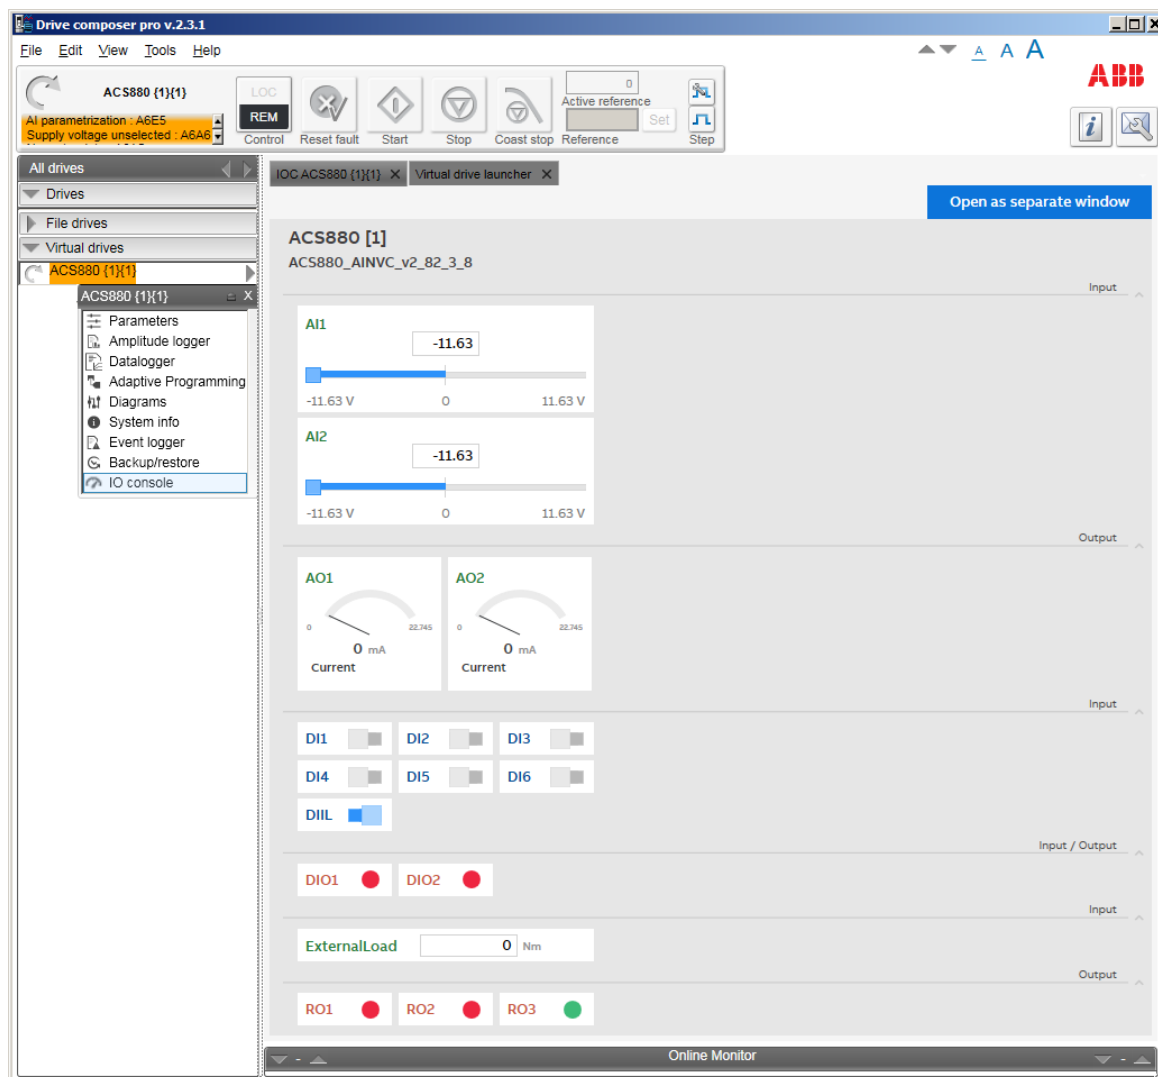 Drive composer pro v.2.3.1
File Edit View Tools Help
A A A
ABB
ACS880 {1}{1}
AI parametrization : A6E5
Supply voltage unselected : A6A6
LOC
REM
Control
Reset fault
Start
Stop
Coast stop
0
Active reference
Set
Reference
Step
i
All drives
Drives
File drives
Virtual drives
ACS880 {1}{1}
ACS880 {1}{1} X
Parameters
Amplitude logger
Datalogger
Adaptive Programming
Diagrams
System info
Event logger
Backup/restore
IO console
IOC ACS880 {1}{1} X Virtual drive launcher X
Open as separate window
ACS880 [1]
ACS880_AINVC_v2_82_3_8
Input
AI1
-11.63
-11.63 V 0 11.63 V
AI2
-11.63
-11.63 V 0 11.63 V
Output
AO1 AO2
0 22.745 0 22.745
0 mA 0 mA
Current Current
Input
DI1 DI2 DI3
DI4 DI5 DI6
DIIL
Input / Output
DIO1 DIO2
Input
ExternalLoad 0 Nm
Output
RO1 RO2 RO3
- Online Monitor -